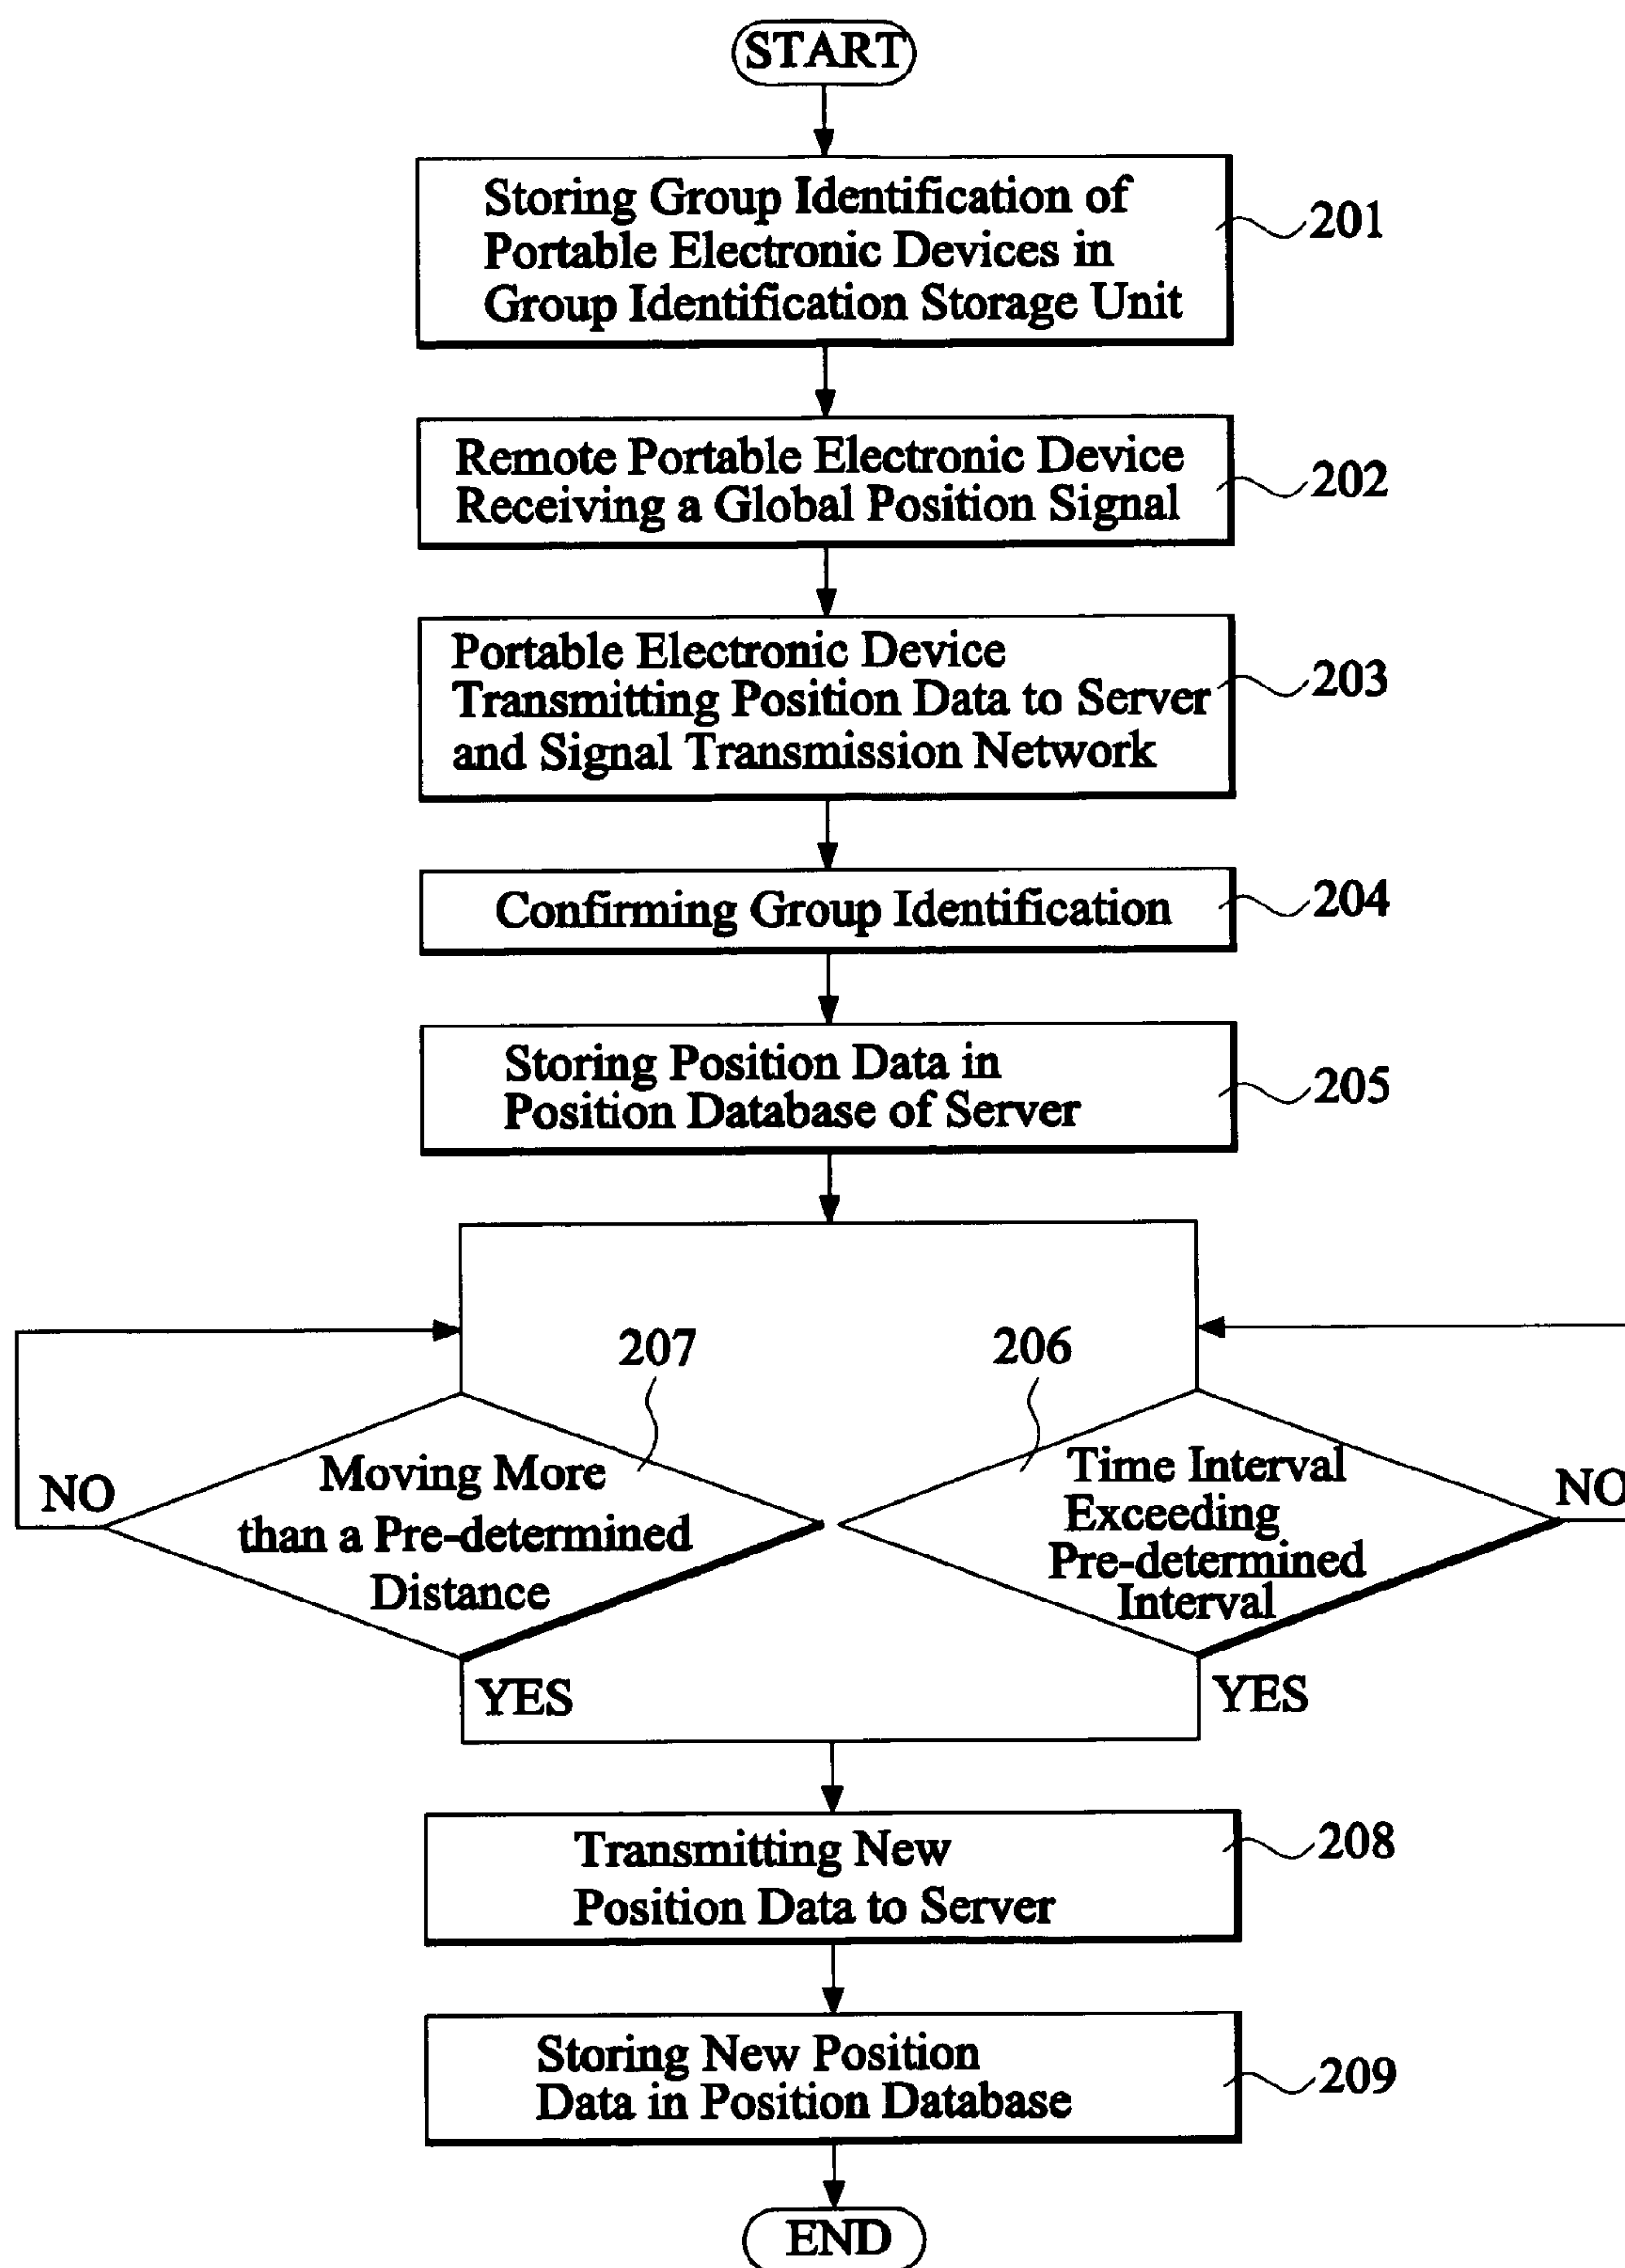 START
Storing Group Identification of
Portable Electronic Devices in
Group Identification Storage Unit
201
Remote Portable Electronic Device
Receiving a Global Position Signal
202
Portable Electronic Device
Transmitting Position Data to Server
and Signal Transmission Network
203
Confirming Group Identification
204
Storing Position Data in
Position Database of Server
205
207
206
Moving More
than a Pre-determined
Distance
NO
YES
Time Interval
Exceeding
Pre-determined
Interval
NO
YES
Transmitting New
Position Data to Server
208
Storing New Position
Data in Position Database
209
END